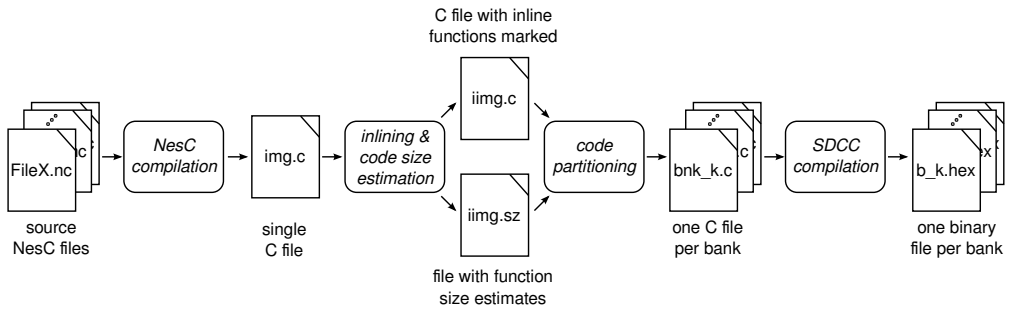 C file with inline
functions marked
iimg.c
FileX.nc
nc
source
NesC files
NesC
compilation
img.c
single
C file
inlining &
code size
estimation
iimg.sz
file with function
size estimates
code
partitioning
bnk_k.c
.c
one C file
per bank
SDCC
compilation
b_k.hex
ex
one binary
file per bank